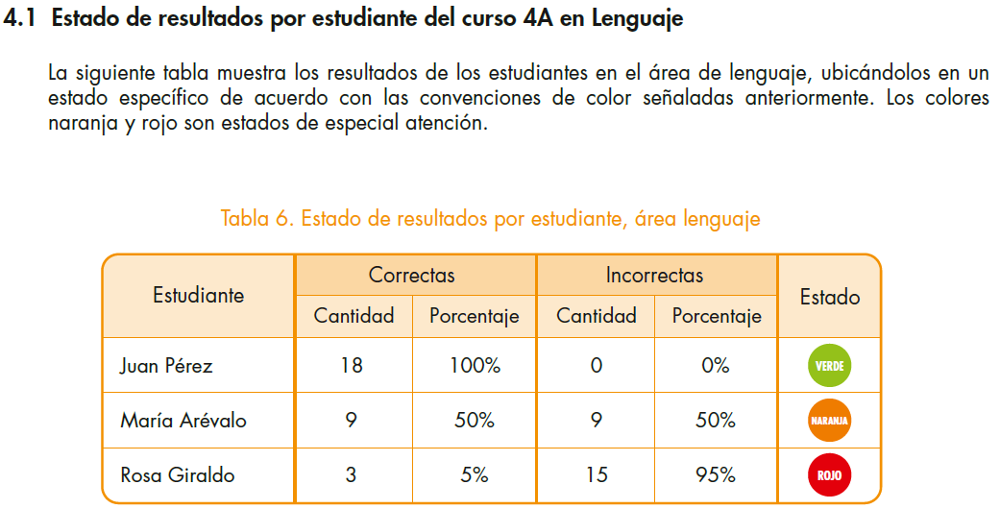 4.1 Estado de resultados por estudiante del curso 4A en Lenguaje
La siguiente tabla muestra los resultados de los estudiantes en el área de lenguaje, ubicándolos en un
estado específico de acuerdo con las convenciones de color señaladas anteriormente. Los colores
naranja y rojo son estados de especial atención.
Tabla 6. Estado de resultados por estudiante, área lenguaje
Estudiante Correctas Incorrectas Estado
Cantidad Porcentaje Cantidad Porcentaje
Juan Pérez 18 100% 0 0% VERDE
María Arévalo 9 50% 9 50% NARANJA
Rosa Giraldo 3 5% 15 95% ROJO